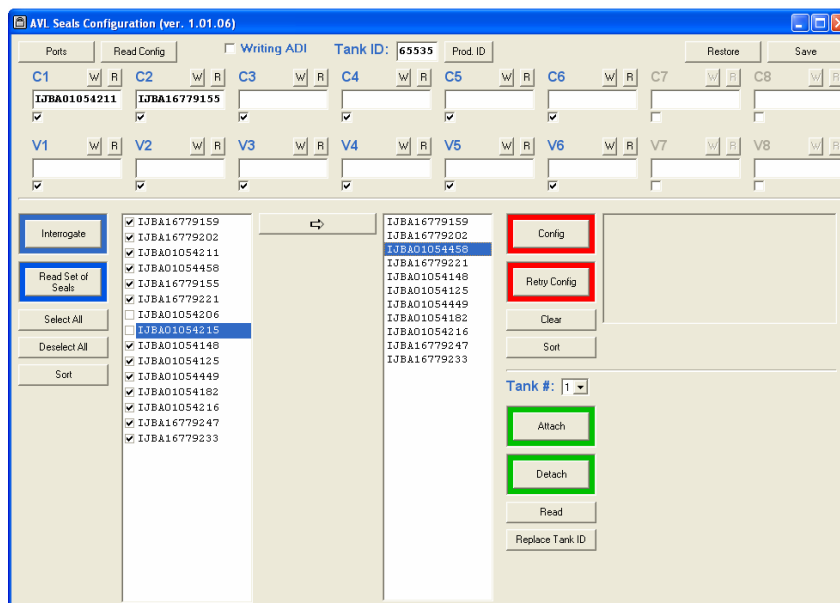 AVL Seals Configuration (ver. 1.01.06)
Ports Read Config Writing ADI Tank ID: 65535 Prod. ID Restore Save
C1 W R C2 W R C3 W R C4 W R C5 W R C6 W R C7 W R C8 W R
IJBA01054211 IJBA16779155
V1 W R V2 W R V3 W R V4 W R V5 W R V6 W R V7 W R V8 W R
Interrogate
Read Set of
Seals
Select All
Deselect All
Sort
IJBA16779159
IJBA16779202
IJBA01054211
IJBA01054458
IJBA16779155
IJBA16779221
IJBA01054206
IJBA01054215
IJBA01054148
IJBA01054125
IJBA01054449
IJBA01054182
IJBA01054216
IJBA16779247
IJBA16779233
IJBA16779159
IJBA16779202
IJBA01054458
IJBA16779221
IJBA01054148
IJBA01054125
IJBA01054449
IJBA01054182
IJBA01054216
IJBA16779247
IJBA16779233
Config
Retry Config
Clear
Sort
Tank #: 1
Attach
Detach
Read
Replace Tank ID